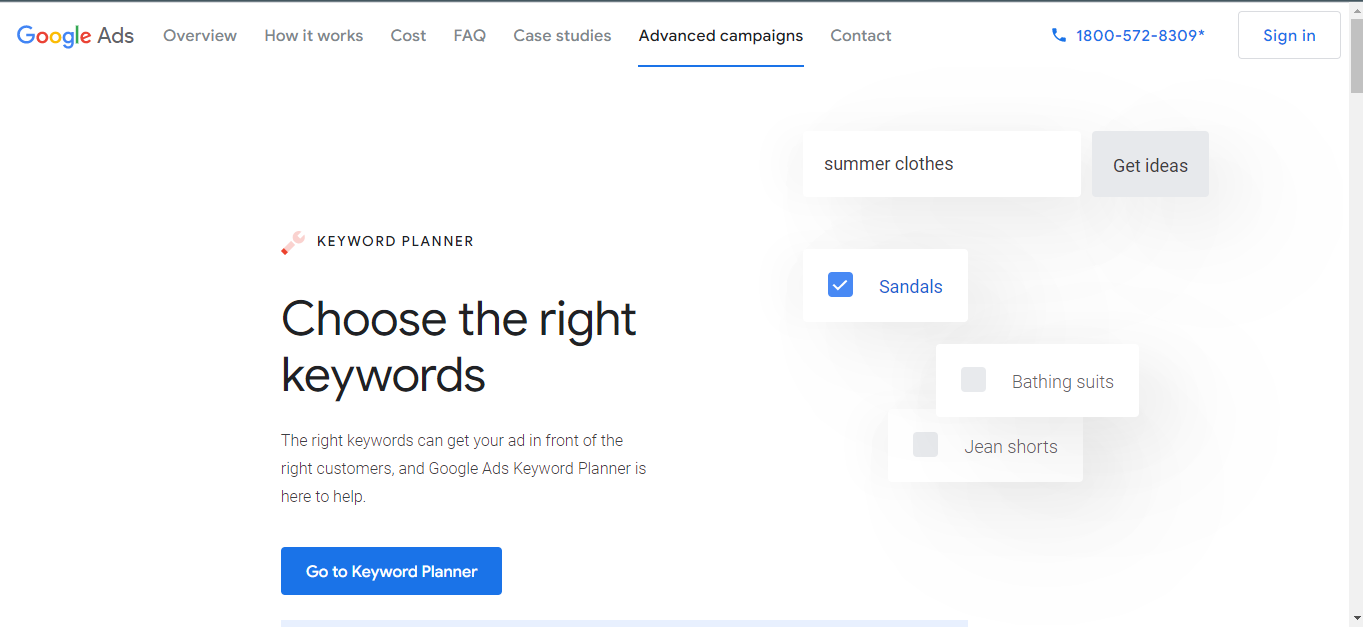 Google Ads Overview How it works Cost FAQ Case studies Advanced campaigns Contact 1800-572-8309* Sign in
summer clothes Get ideas
KEYWORD PLANNER
Choose the right
keywords
The right keywords can get your ad in front of the
right customers, and Google Ads Keyword Planner is
here to help.
Go to Keyword Planner
Sandals
Bathing suits
Jean shorts